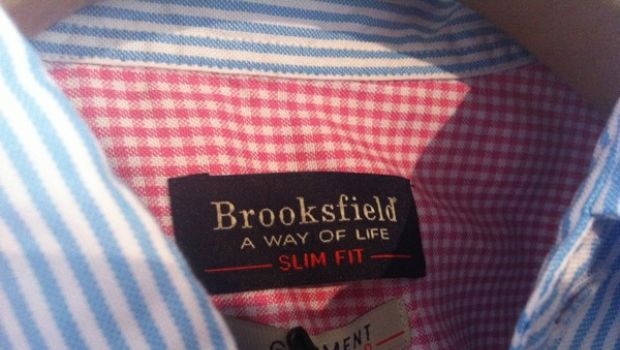 Brooksfield
A WAY OF LIFE
SLIM FIT